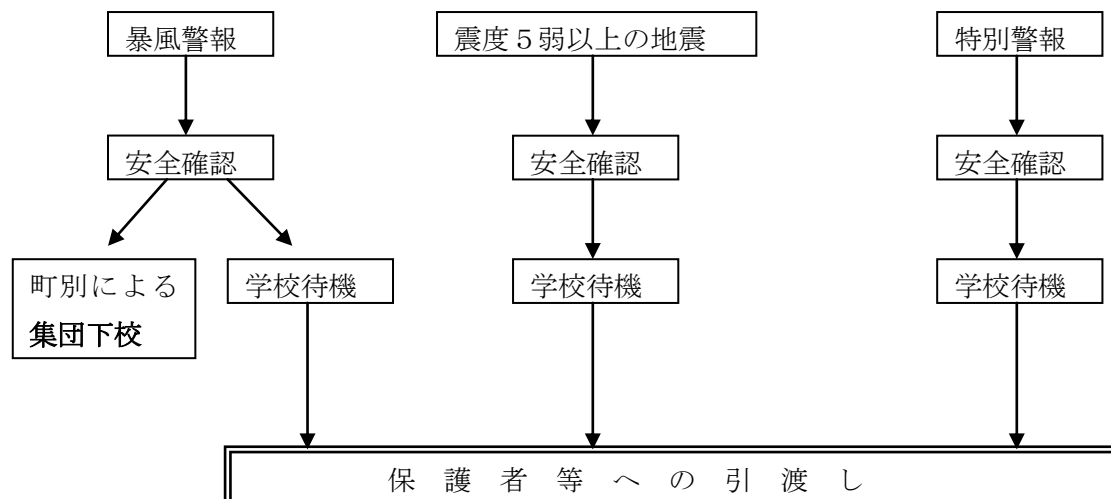 暴風警報
震度５弱以上の地震
特別警報
安全確認
安全確認
安全確認
町別による
集団下校
学校待機
学校待機
学校待機
保護者等への引渡し